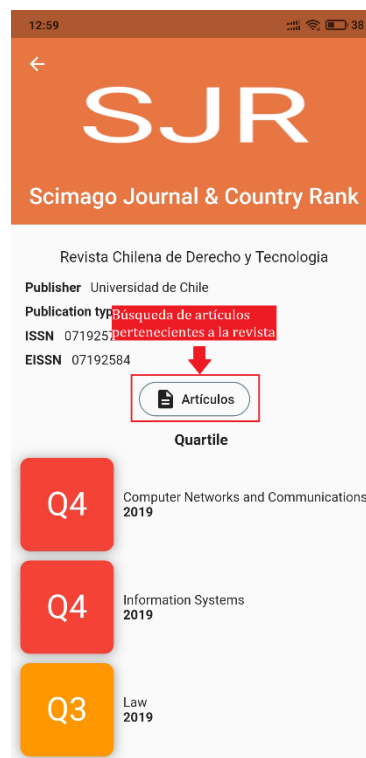 12:59 38
SJR
Scimago Journal & Country Rank
Revista Chilena de Derecho y Tecnologia
Publisher Universidad de Chile
Publication typ
Búsqueda de artículos
pertenecientes a la revista
ISSN 0719257
EISSN 07192584
Artículos
Quartile
Q4 Computer Networks and Communications
2019
Q4 Information Systems
2019
Q3 Law
2019